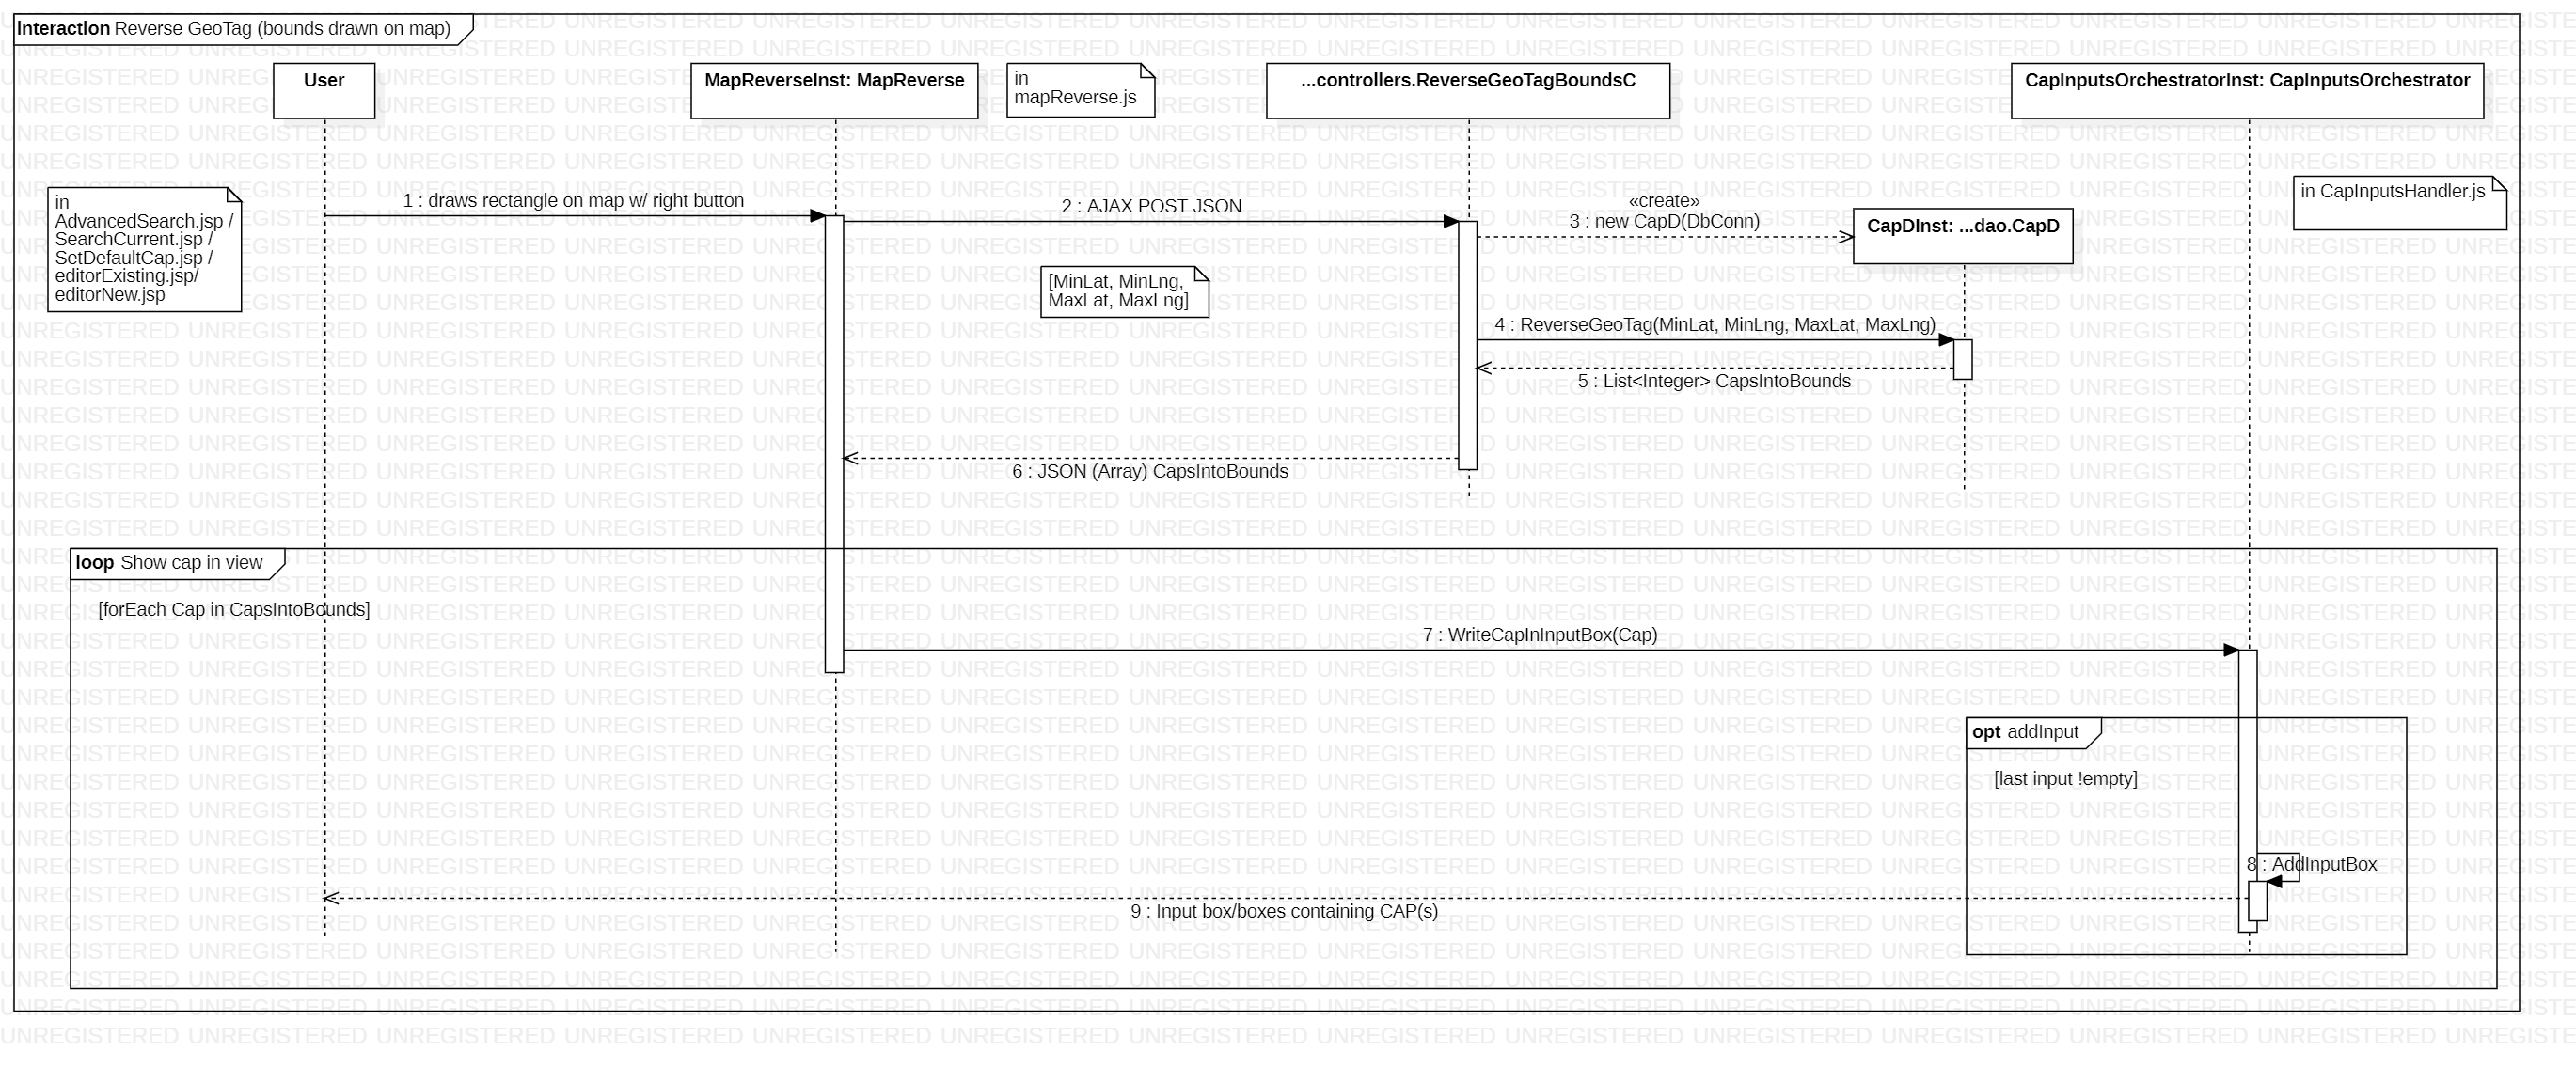 interaction Reverse GeoTag (bounds drawn on map)
User
MapReverseInst: MapReverse
in
mapReverse.js
...controllers.ReverseGeoTagBoundsC
CapInputsOrchestratorInst: CapInputsOrchestrator
in
AdvancedSearch.jsp /
SearchCurrent.jsp /
SetDefaultCap.jsp /
editorExisting.jsp/
editorNew.jsp
1 : draws rectangle on map w/ right button
2 : AJAX POST JSON
«create»
3 : new CapD(DbConn)
CapDInst: ...dao.CapD
in CapInputsHandler.js
[MinLat, MinLng,
MaxLat, MaxLng]
4 : ReverseGeoTag(MinLat, MinLng, MaxLat, MaxLng)
5 : List<Integer> CapsIntoBounds
6 : JSON (Array) CapsIntoBounds
loop Show cap in view
[forEach Cap in CapsIntoBounds]
7 : WriteCapInInputBox(Cap)
opt addInput
[last input !empty]
8 : AddInputBox
9 : Input box/boxes containing CAP(s)
UNREGISTERED